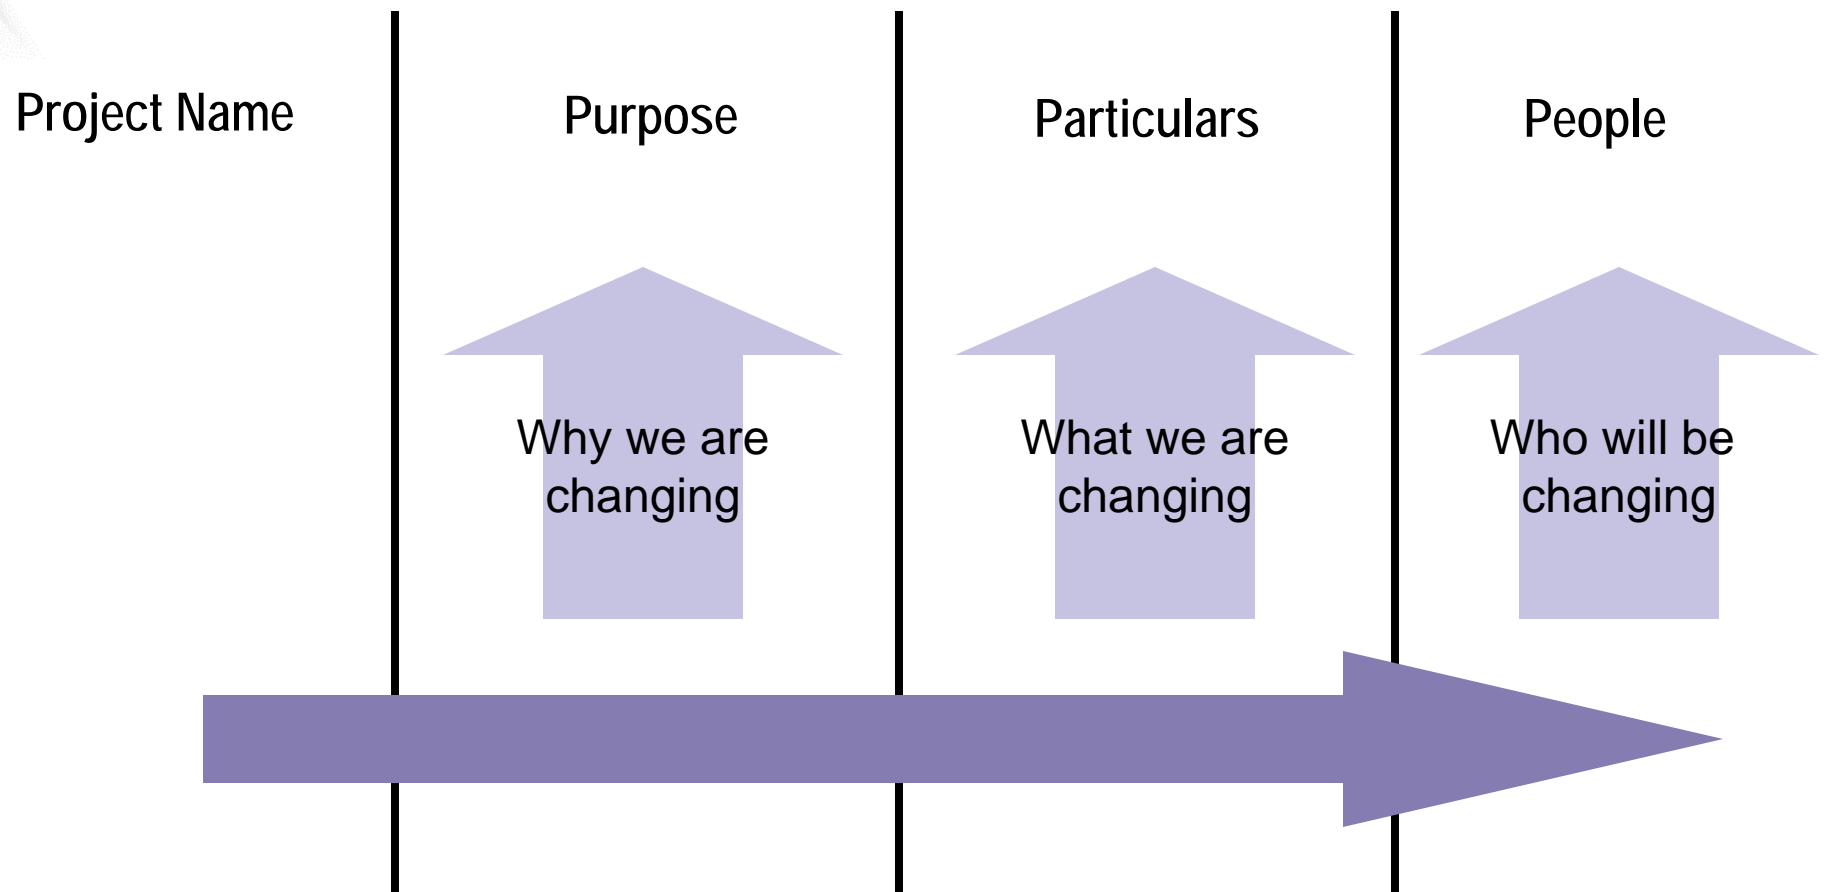 Project Name
Purpose
Particulars
People
Why we are
changing
What we are
changing
Who will be
changing